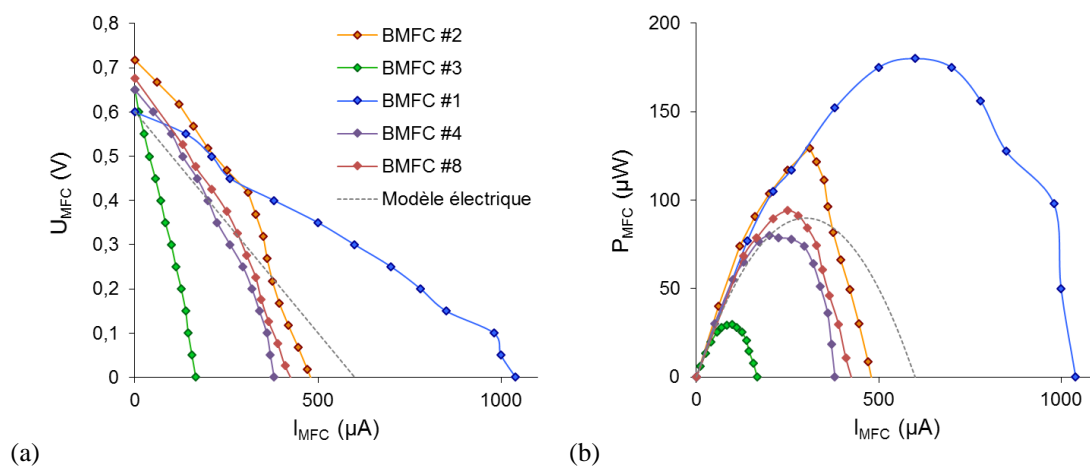 0,8
0,7
0,6
0,5
0,4
0,3
0,2
0,1
0
U_MFC (V)
0
500
1000
I_MFC (µA)
BMFC #2
BMFC #3
BMFC #1
BMFC #4
BMFC #8
Modèle électrique
(a)
200
150
100
50
0
P_MFC (µW)
0
500
1000
I_MFC (µA)
(b)